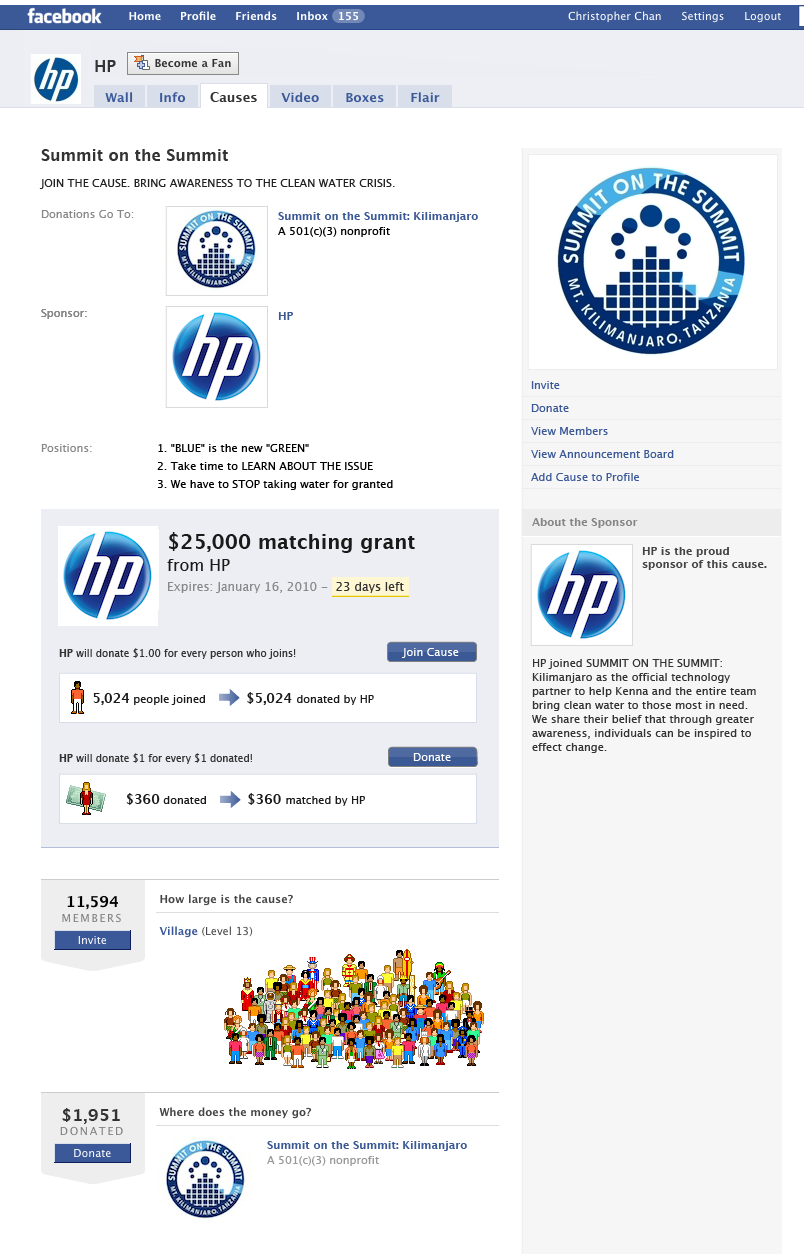 facebook Home Profile Friends Inbox 155 Christopher Chan Settings Logout
hp
HP Become a Fan
Wall Info Causes Video Boxes Flair
Summit on the Summit
JOIN THE CAUSE. BRING AWARENESS TO THE CLEAN WATER CRISIS.
Donations Go To:
SUMMIT ON THE SUMMIT
MT. KILIMANJARO, TANZANIA
Summit on the Summit: Kilimanjaro
A 501(c)(3) nonprofit
Sponsor:
hp
HP
Positions:
1. "BLUE" is the new "GREEN"
2. Take time to LEARN ABOUT THE ISSUE
3. We have to STOP taking water for granted
hp
$25,000 matching grant
from HP
Expires: January 16, 2010 – 23 days left
HP will donate $1.00 for every person who joins!
Join Cause
5,024 people joined $5,024 donated by HP
HP will donate $1 for every $1 donated!
Donate
$360 donated $360 matched by HP
11,594
MEMBERS
Invite
How large is the cause?
Village (Level 13)
$1,951
DONATED
Donate
Where does the money go?
SUMMIT ON THE SUMMIT
MT. KILIMANJARO, TANZANIA
Summit on the Summit: Kilimanjaro
A 501(c)(3) nonprofit
SUMMIT ON THE SUMMIT
MT. KILIMANJARO, TANZANIA
Invite
Donate
View Members
View Announcement Board
Add Cause to Profile
About the Sponsor
hp
HP is the proud
sponsor of this cause.
HP joined SUMMIT ON THE SUMMIT:
Kilimanjaro as the official technology
partner to help Kenna and the entire team
bring clean water to those most in need.
We share their belief that through greater
awareness, individuals can be inspired to
effect change.